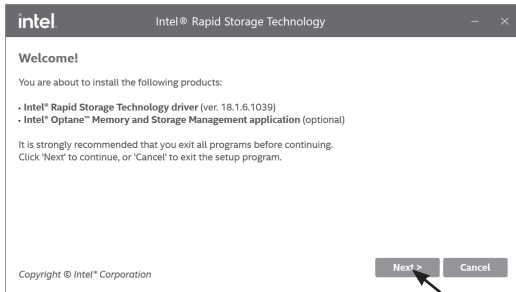 intel. Intel® Rapid Storage Technology
Welcome!
You are about to install the following products:
• Intel® Rapid Storage Technology driver (ver. 18.1.6.1039)
• Intel® Optane™ Memory and Storage Management application (optional)
It is strongly recommended that you exit all programs before continuing.
Click 'Next' to continue, or 'Cancel' to exit the setup program.
Next > Cancel
Copyright © Intel® Corporation